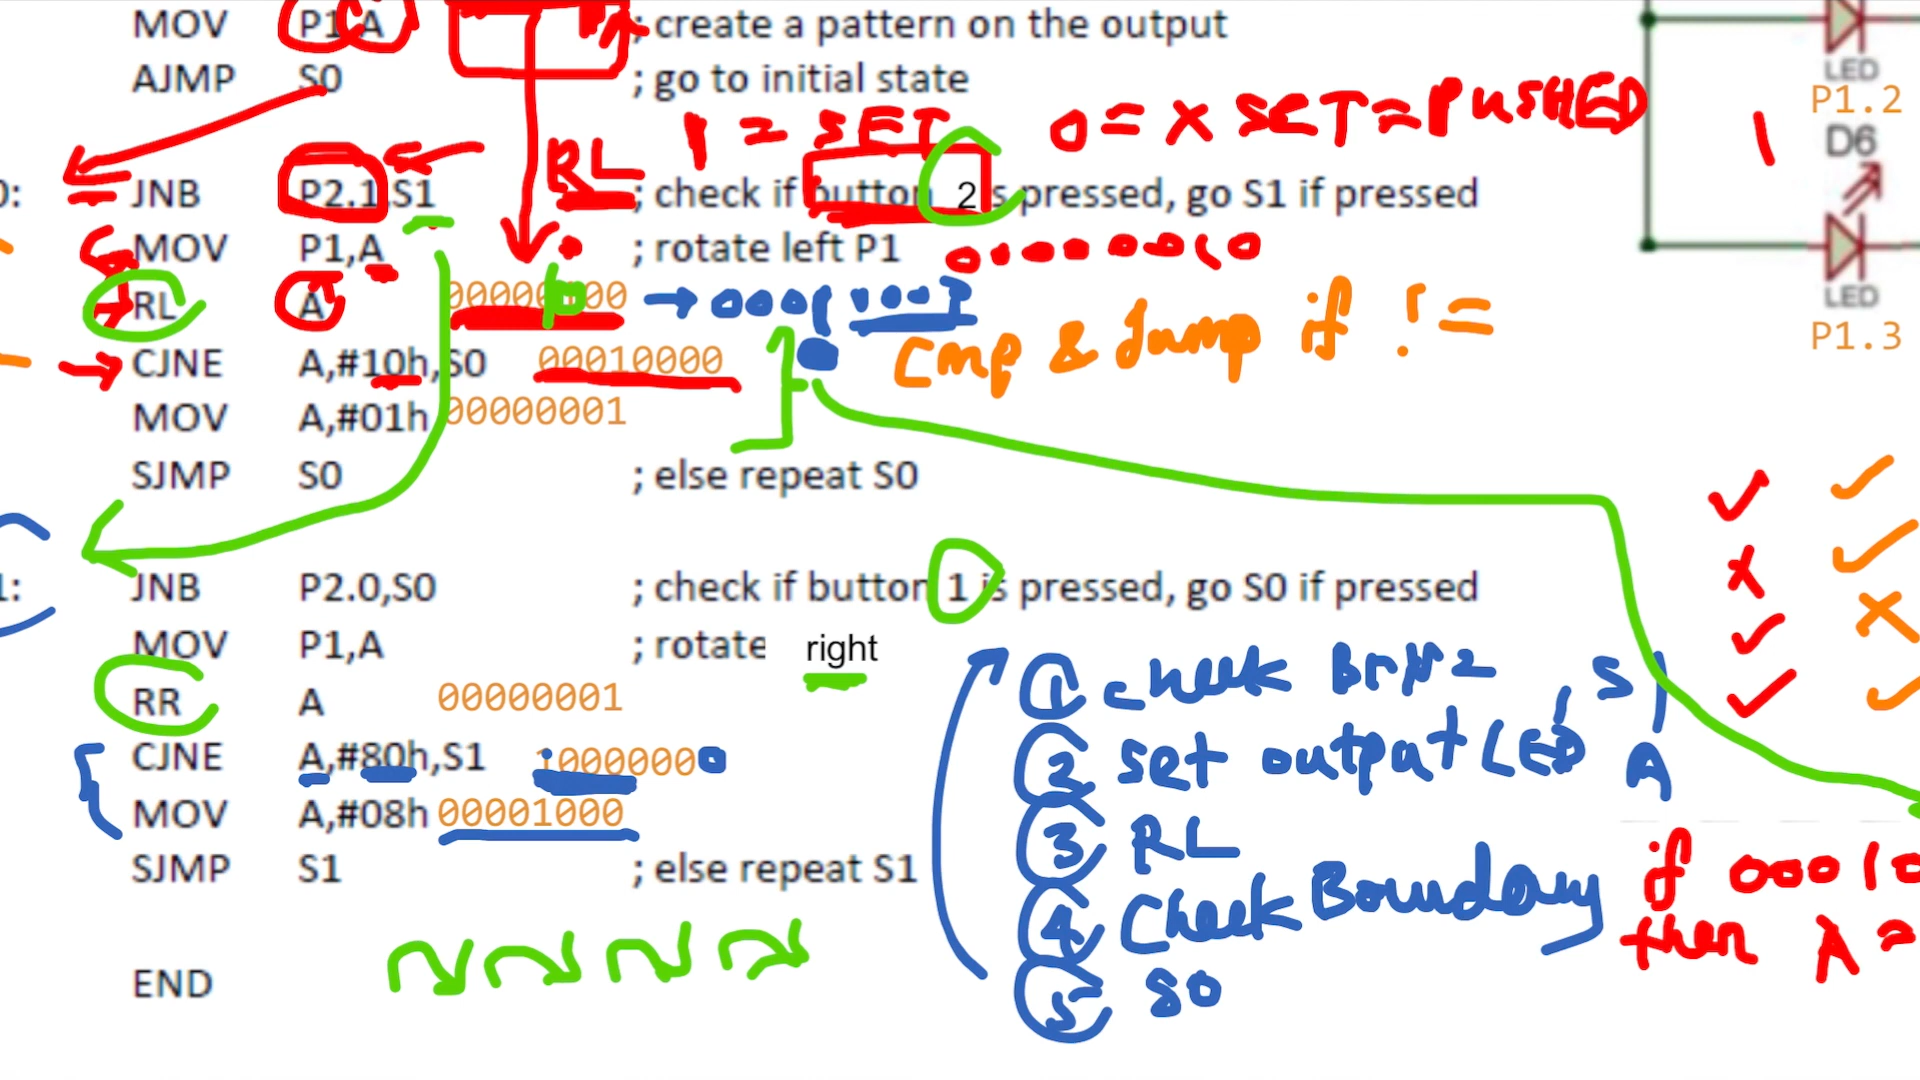 MOV P1,A ; create a pattern on the output
AJMP S0 ; go to initial state
1 = SET 0 = X SET = PUSHED
RL
0: JNB P2.1,S1 ; check if button 2 is pressed, go S1 if pressed
MOV P1,A ; rotate left P1
RL A
CJNE A,#10h,S0 00010000
Cmp & Jump if !=
MOV A,#01h 00000001
SJMP S0 ; else repeat S0
1: JNB P2.0,S0 ; check if button 1 is pressed, go S0 if pressed
MOV P1,A ; rotate right
RR A 00000001
CJNE A,#80h,S1 10000000
MOV A,#08h 00001000
SJMP S1 ; else repeat S1
END
1 check BTN 2, S1
2 Set output LED A
3 RL
4 Check Boundary
5 S0
if 00010
then A =
LED
P1.2
D6
LED
P1.3